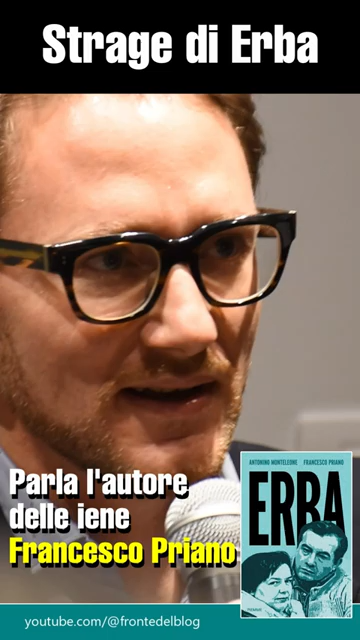 Strage di Erba
Parla l'autore
delle iene
Francesco Priano
ANTONINO MONTELEONE FRANCESCO PRIANO
ERBA
youtube.com/@frontedelblog